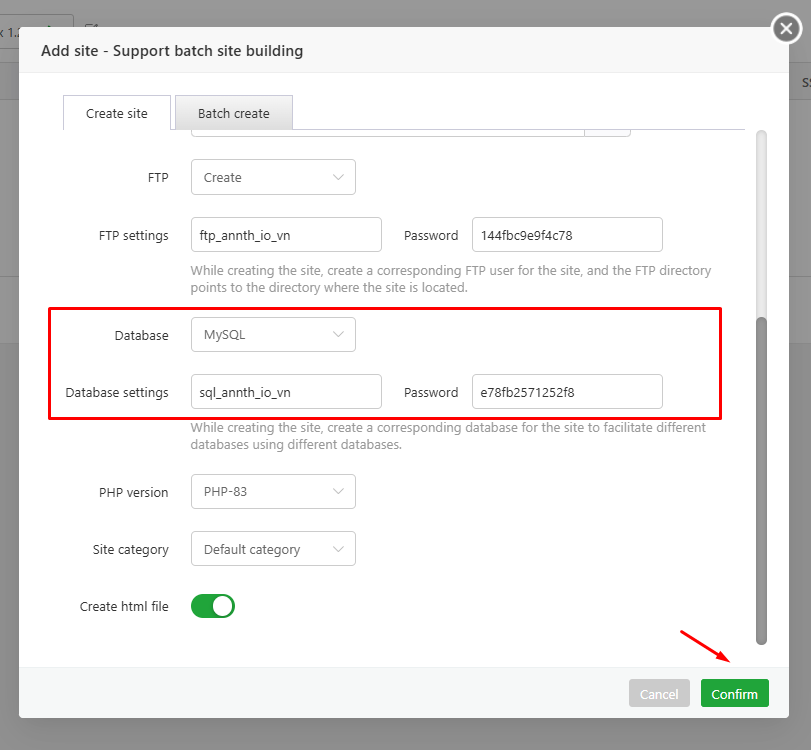 Add site - Support batch site building
Create site
Batch create
FTP
Create
FTP settings
ftp_annth_io_vn
Password
144fbc9e9f4c78
While creating the site, create a corresponding FTP user for the site, and the FTP directory
points to the directory where the site is located.
Database
MySQL
Database settings
sql_annth_io_vn
Password
e78fb2571252f8
While creating the site, create a corresponding database for the site to facilitate different
databases using different databases.
PHP version
PHP-83
Site category
Default category
Create html file
Cancel
Confirm